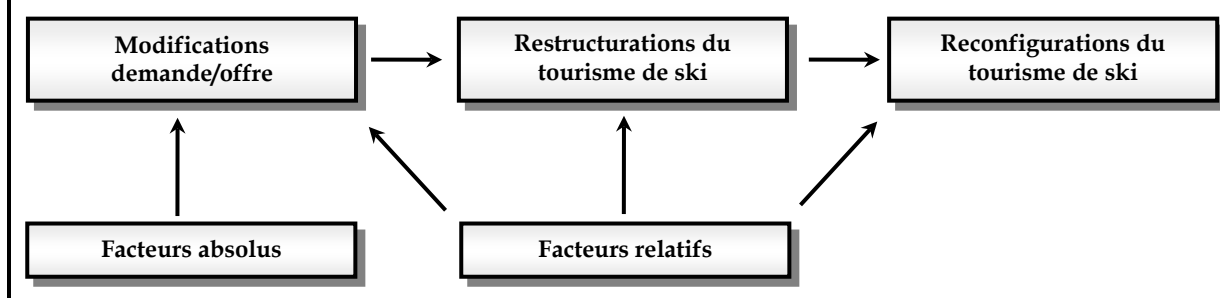 Modifications
demande/offre
Restructurations du
tourisme de ski
Reconfigurations du
tourisme de ski
Facteurs absolus
Facteurs relatifs